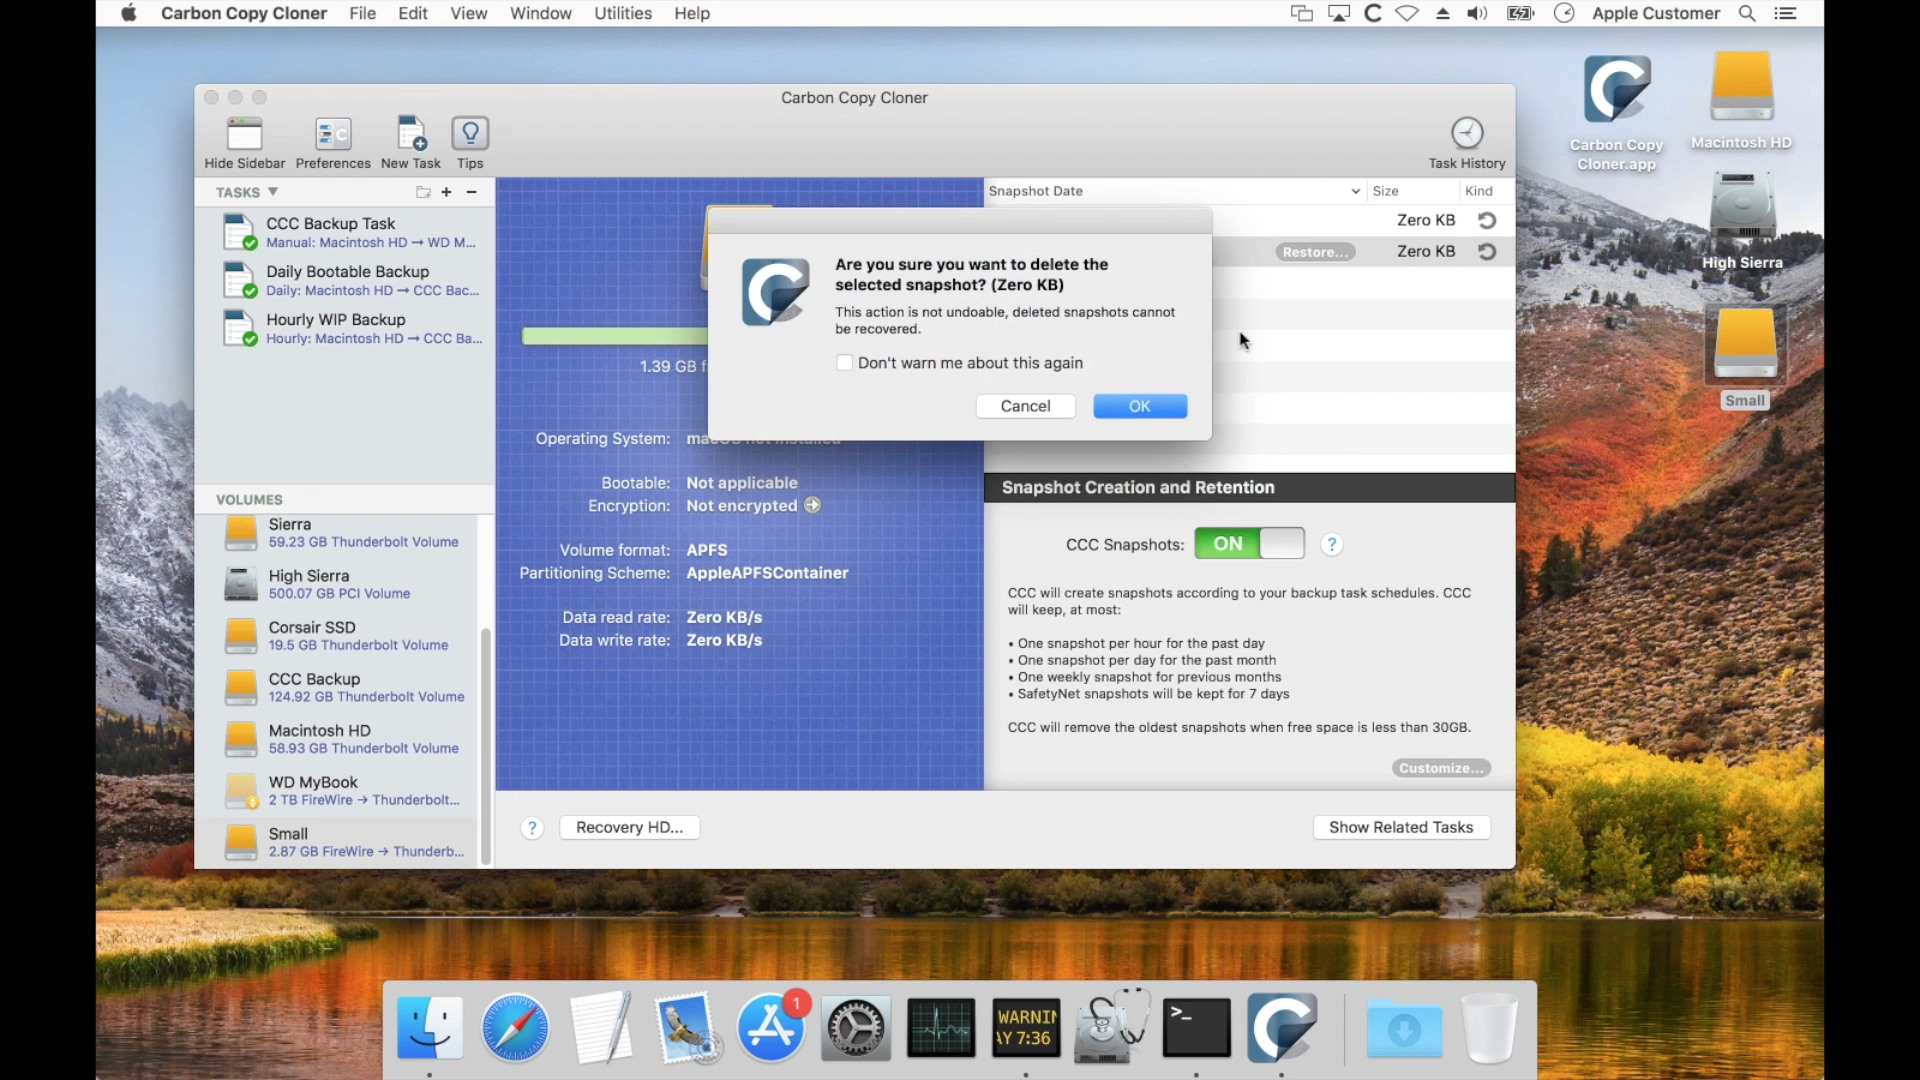 Carbon Copy Cloner File Edit View Window Utilities Help
Apple Customer
Carbon Copy
Cloner.app
Macintosh HD
High Sierra
Small
Carbon Copy Cloner
Hide Sidebar Preferences New Task Tips
Task History
TASKS
CCC Backup Task
Manual: Macintosh HD → WD M...
Daily Bootable Backup
Daily: Macintosh HD → CCC Bac...
Hourly WIP Backup
Hourly: Macintosh HD → CCC Ba...
VOLUMES
Sierra
59.23 GB Thunderbolt Volume
High Sierra
500.07 GB PCI Volume
Corsair SSD
19.5 GB Thunderbolt Volume
CCC Backup
124.92 GB Thunderbolt Volume
Macintosh HD
58.93 GB Thunderbolt Volume
WD MyBook
2 TB FireWire → Thunderbolt...
Small
2.87 GB FireWire → Thunderb...
1.39 GB
Operating System: macOS not installed
Bootable: Not applicable
Encryption: Not encrypted
Volume format: APFS
Partitioning Scheme: AppleAPFSContainer
Data read rate: Zero KB/s
Data write rate: Zero KB/s
? Recovery HD...
Show Related Tasks
Snapshot Date Size Kind
Zero KB
Restore... Zero KB
Are you sure you want to delete the
selected snapshot? (Zero KB)
This action is not undoable, deleted snapshots cannot
be recovered.
Don't warn me about this again
Cancel OK
Snapshot Creation and Retention
CCC Snapshots: ON ?
CCC will create snapshots according to your backup task schedules. CCC
will keep, at most:
• One snapshot per hour for the past day
• One snapshot per day for the past month
• One weekly snapshot for previous months
• SafetyNet snapshots will be kept for 7 days
CCC will remove the oldest snapshots when free space is less than 30GB.
Customize...
1
WARNIN
AY 7:36
>_